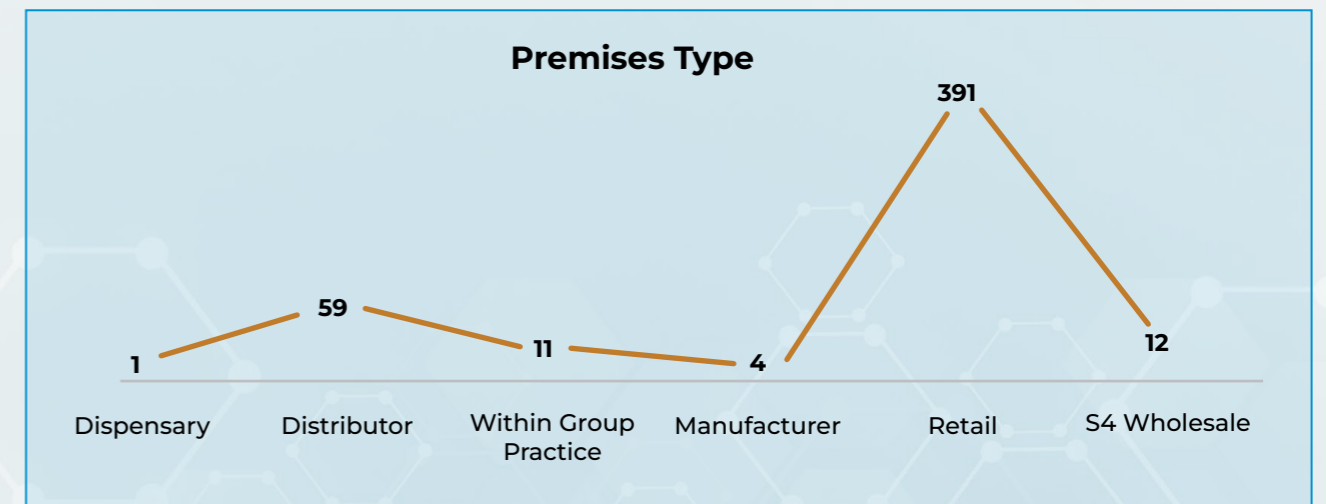 Premises Type
391
59
11
1
4
12
Dispensary
Distributor
Within Group
Practice
Manufacturer
Retail
S4 Wholesale